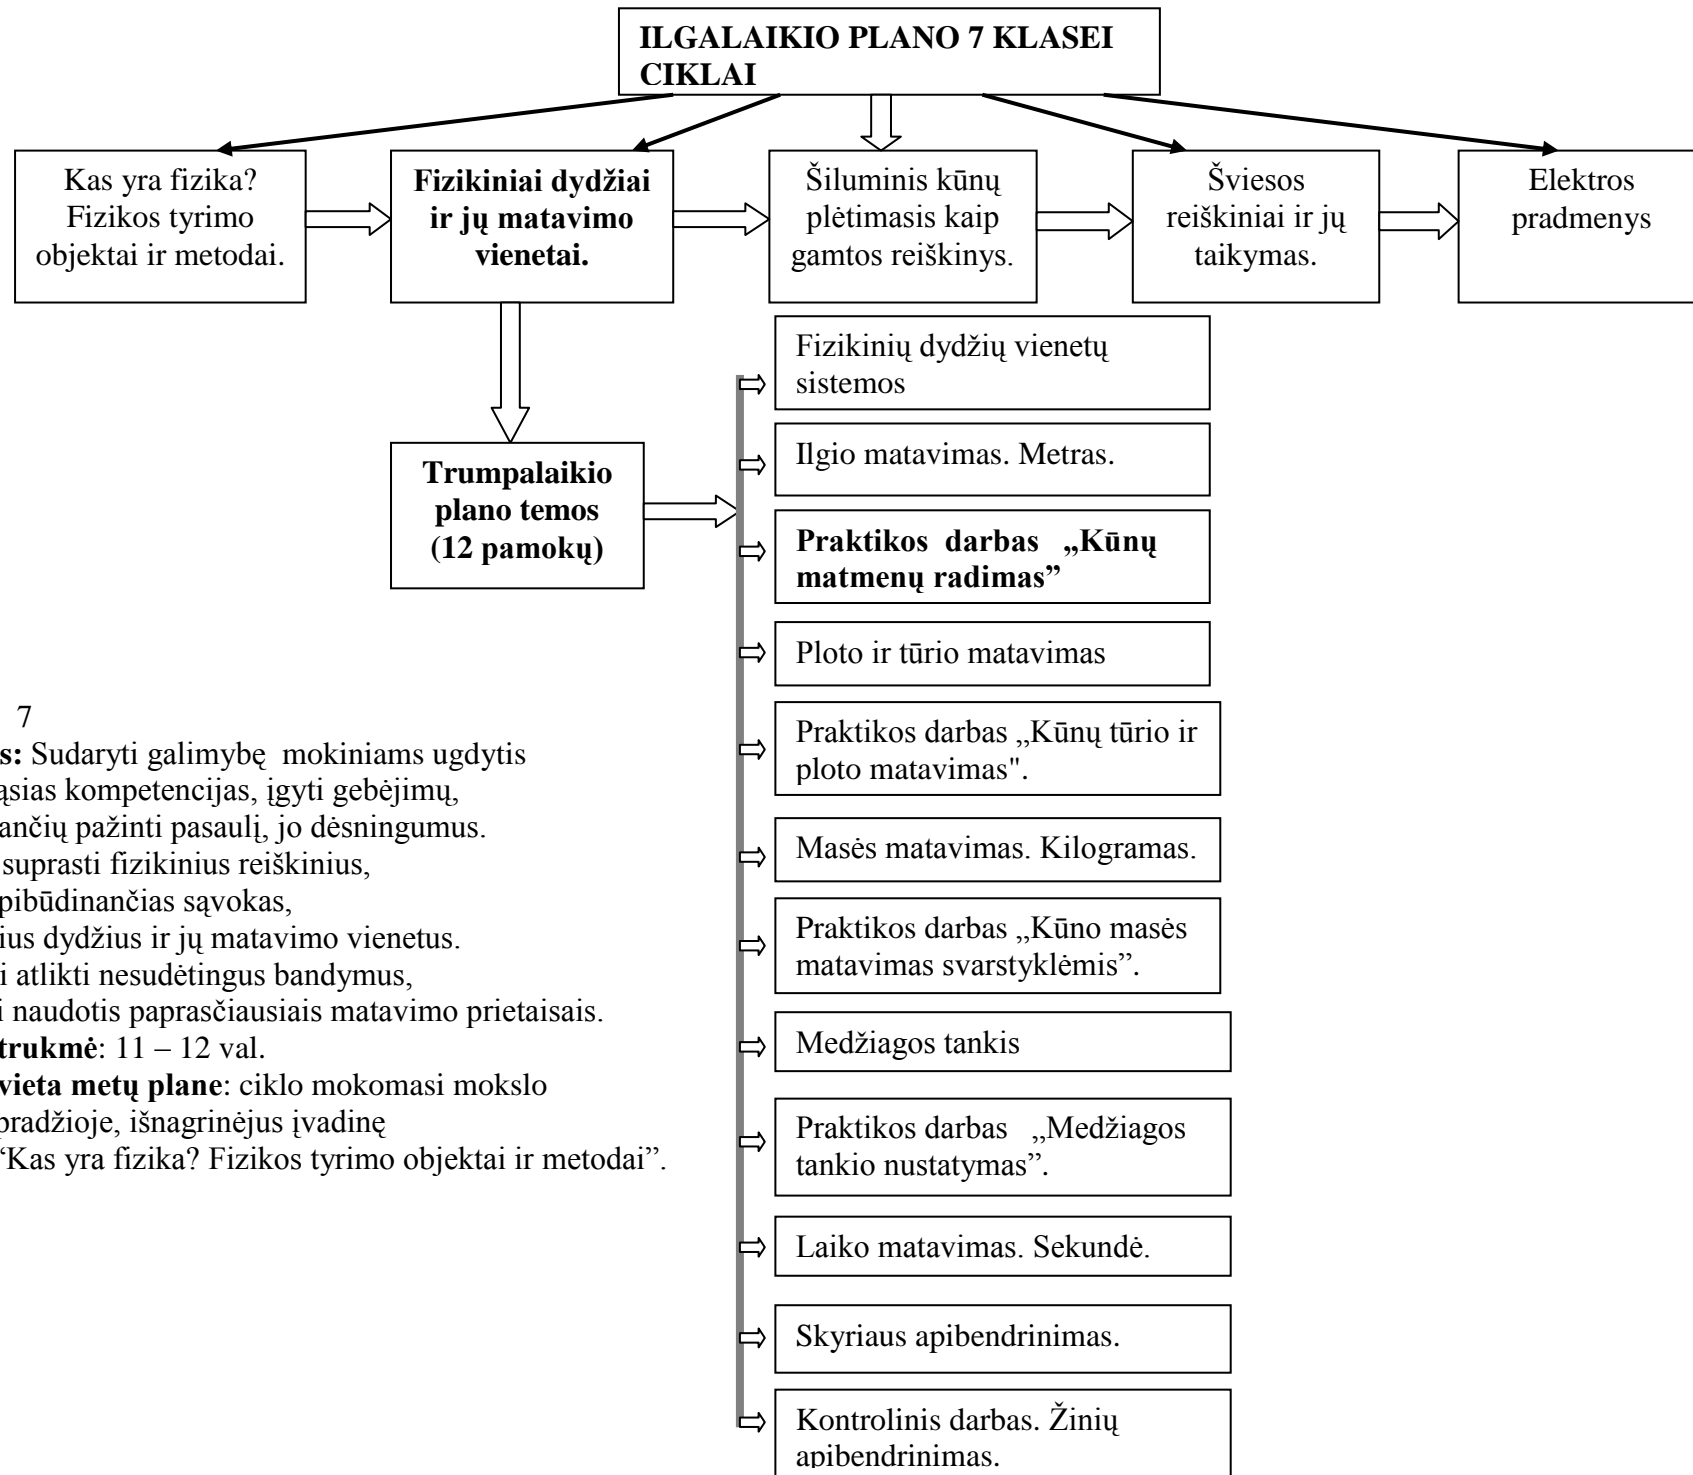 ILGALAIKIO PLANO 7 KLASEI
CIKLAI
Kas yra fizika?
Fizikos tyrimo
objektai ir metodai.
Fizikiniai dydžiai
ir jų matavimo
vienetai.
Šiluminis kūnų
plėtimasis kaip
gamtos reiškinys.
Šviesos
reiškiniai ir jų
taikymas.
Elektros
pradmenys
Trumpalaikio
plano temos
(12 pamokų)
Fizikinių dydžių vienetų
sistemos
Ilgio matavimas. Metras.
Praktikos darbas „Kūnų
matmenų radimas”
Ploto ir tūrio matavimas
Praktikos darbas „Kūnų tūrio ir
ploto matavimas".
Masės matavimas. Kilogramas.
Praktikos darbas „Kūno masės
matavimas svarstyklėmis”.
Medžiagos tankis
Praktikos darbas „Medžiagos
tankio nustatymas”.
Laiko matavimas. Sekundė.
Skyriaus apibendrinimas.
Kontrolinis darbas. Žinių
apibendrinimas.
7
s: Sudaryti galimybę mokiniams ugdytis
ąsias kompetencijas, įgyti gebėjimų,
ančių pažinti pasaulį, jo dėsningumus.
suprasti fizikinius reiškinius,
pibūdinančias sąvokas,
ius dydžius ir jų matavimo vienetus.
i atlikti nesudėtingus bandymus,
i naudotis paprasčiausiais matavimo prietaisais.
trukmė: 11 – 12 val.
vieta metų plane: ciklo mokomasi mokslo
pradžioje, išnagrinėjus įvadinę
“Kas yra fizika? Fizikos tyrimo objektai ir metodai”.